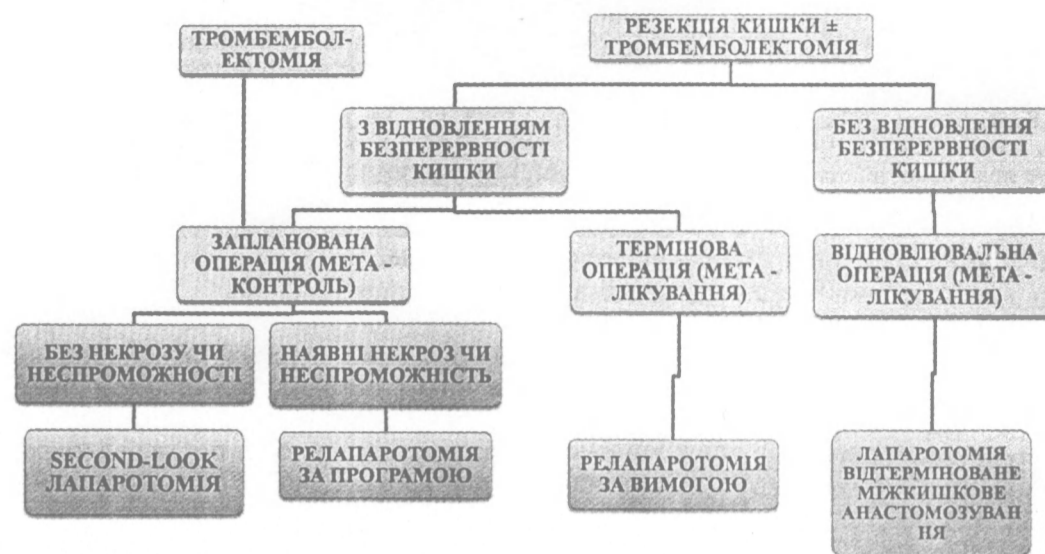 ТРОМБЕМБОЛ-
ЕКТОМІЯ
РЕЗЕКЦІЯ КИШКИ ±
ТРОМБЕМБОЛЕКТОМІЯ
З ВІДНОВЛЕННЯМ
БЕЗПЕРЕРВНОСТІ
КИШКИ
БЕЗ ВІДНОВЛЕННЯ
БЕЗПЕРЕРВНОСТІ
КИШКИ
ЗАПЛАНОВАНА
ОПЕРАЦІЯ (МЕТА -
КОНТРОЛЬ)
ТЕРМІНОВА
ОПЕРАЦІЯ (МЕТА -
ЛІКУВАННЯ)
ВІДНОВЛЮВАЛЬНА
ОПЕРАЦІЯ (МЕТА -
ЛІКУВАННЯ)
БЕЗ НЕКРОЗУ ЧИ
НЕСПРОМОЖНОСТІ
НАЯВНІ НЕКРОЗ ЧИ
НЕСПРОМОЖНІСТЬ
SECOND-LOOK
ЛАПАРОТОМІЯ
РЕЛАПАРОТОМІЯ
ЗА ПРОГРАМОЮ
РЕЛАПАРОТОМІЯ
ЗА ВИМОГОЮ
ЛАПАРОТОМІЯ
ВІДТЕРМІНОВАНЕ
МІЖКИШКОВЕ
АНАСТОМОЗУВАН
НЯ